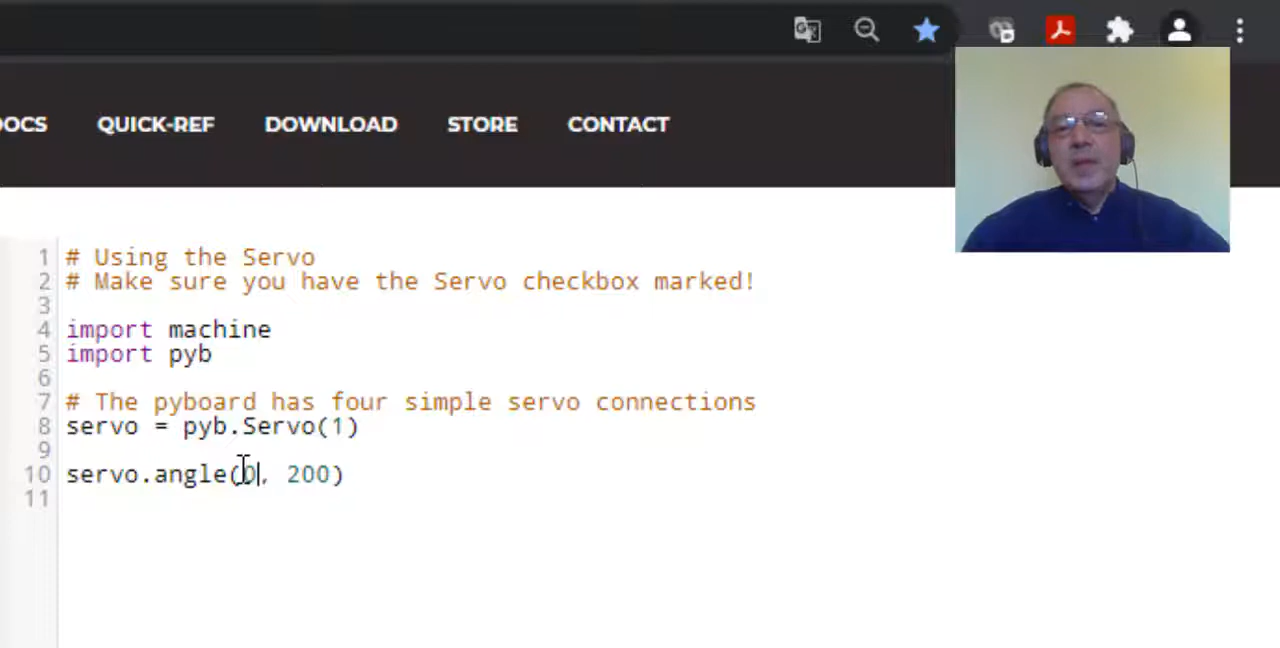 OCS QUICK-REF DOWNLOAD STORE CONTACT
1 # Using the Servo
2 # Make sure you have the Servo checkbox marked!
3
4 import machine
5 import pyb
6
7 # The pyboard has four simple servo connections
8 servo = pyb.Servo(1)
9
10 servo.angle(0, 200)
11